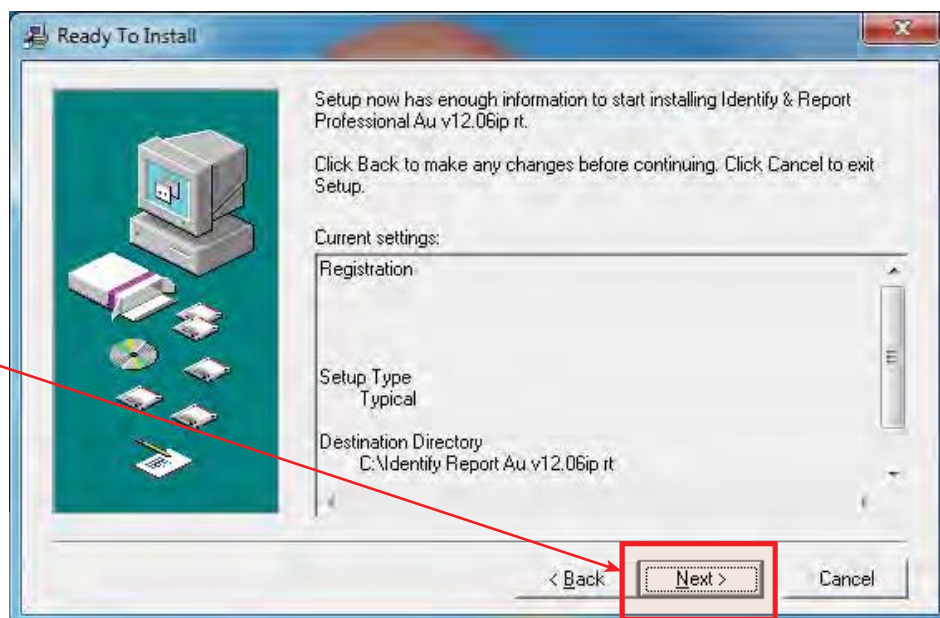 Ready To Install
Setup now has enough information to start installing Identify & Report
Professional Au v12.06ip rt.
Click Back to make any changes before continuing. Click Cancel to exit
Setup.
Current settings:
Registration
Setup Type
Typical
Destination Directory
C:\Identify Report Au v12.06ip rt
< Back Next > Cancel